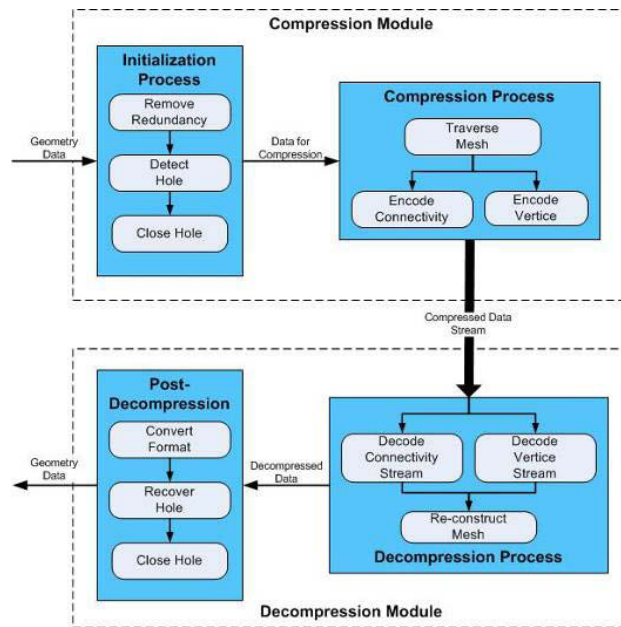 Compression Module
Initialization
Process
Remove
Redundancy
Detect
Hole
Close Hole
Geometry
Data
Data for
Compression
Compression Process
Traverse
Mesh
Encode
Connectivity
Encode
Vertice
Compressed Data
Stream
Post-
Decompression
Convert
Format
Recover
Hole
Close Hole
Geometry
Data
Decompressed
Data
Decode
Connectivity
Stream
Decode
Vertice
Stream
Re-construct
Mesh
Decompression Process
Decompression Module